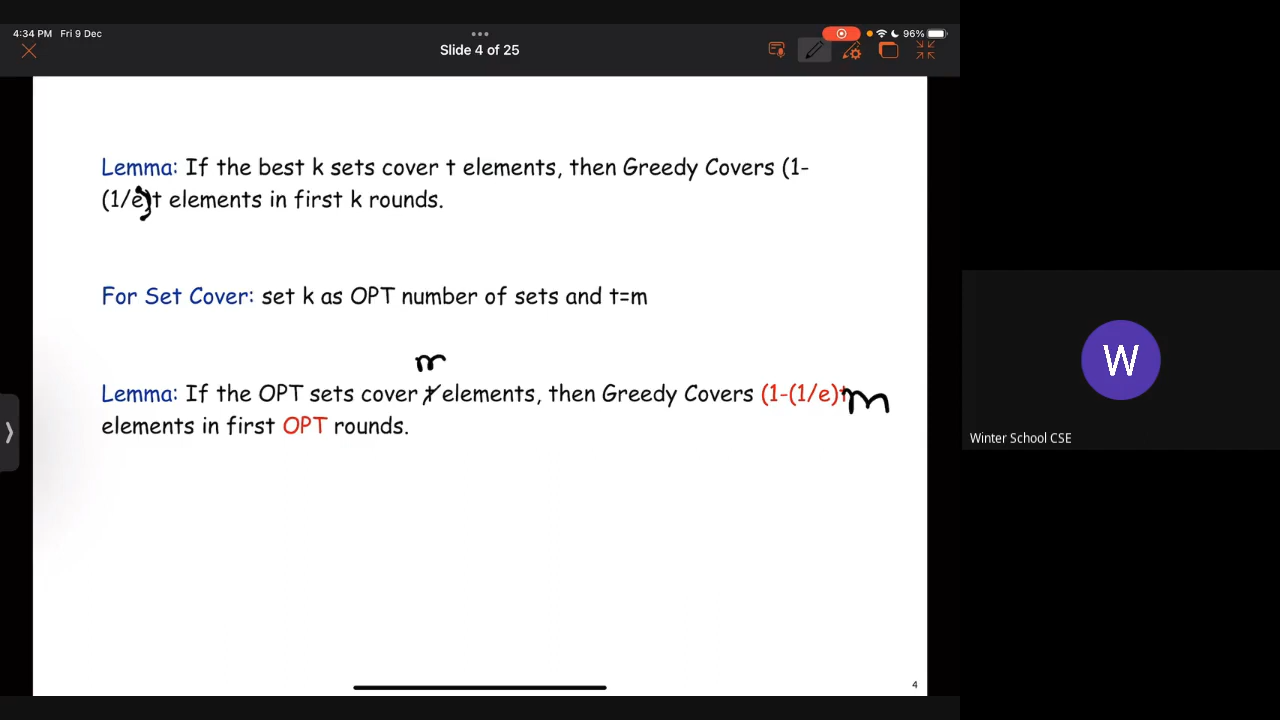 4:34 PM Fri 9 Dec
96%
Slide 4 of 25
Lemma: If the best k sets cover t elements, then Greedy Covers (1-
(1/e)t elements in first k rounds.
For Set Cover: set k as OPT number of sets and t=m
m
Lemma: If the OPT sets cover t elements, then Greedy Covers (1-(1/e)t m
elements in first OPT rounds.
4
W
Winter School CSE